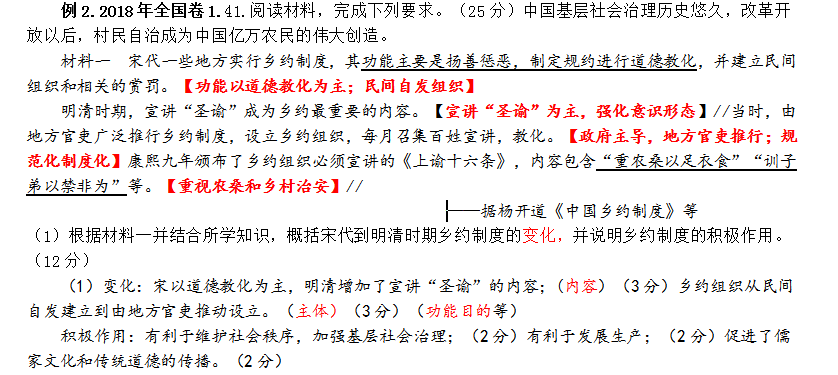 例2.2018年全国卷1.41.阅读材料，完成下列要求。（25分）中国基层社会治理历史悠久，改革开
放以后，村民自治成为中国亿万农民的伟大创造。
材料一 宋代一些地方实行乡约制度，其功能主要是扬善惩恶，制定规约进行道德教化，并建立民间
组织和相关的赏罚。【功能以道德教化为主；民间自发组织】
明清时期，宣讲“圣谕”成为乡约最重要的内容。【宣讲“圣谕”为主，强化意识形态】//当时，由
地方官吏广泛推行乡约制度，设立乡约组织，每月召集百姓宣讲，教化。【政府主导，地方官吏推行；规
范化制度化】康熙九年颁布了乡约组织必须宣讲的《上谕十六条》，内容包含“重农桑以足衣食”“训子
弟以禁非为”等。【重视农桑和乡村治安】//
├──据杨开道《中国乡约制度》等
（1）根据材料一并结合所学知识，概括宋代到明清时期乡约制度的变化，并说明乡约制度的积极作用。
（12分）
（1）变化：宋以道德教化为主，明清增加了宣讲“圣谕”的内容；（内容）（3分）乡约组织从民间
自发建立到由地方官吏推动设立。（主体）（3分）（功能目的等）
积极作用：有利于维护社会秩序，加强基层社会治理；（2分）有利于发展生产；（2分）促进了儒
家文化和传统道德的传播。（2分）